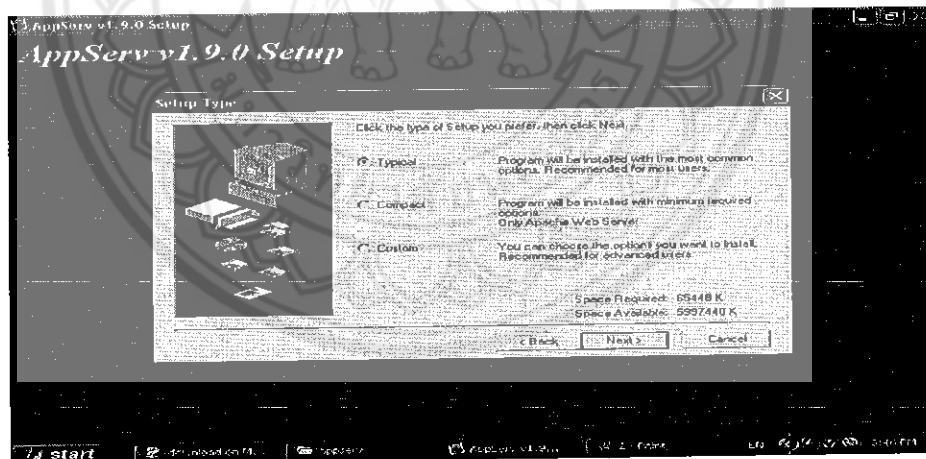 AppServ v1.9.0 Setup
AppServ v1.9.0 Setup
Setup Type
Click the type of Setup you prefer, then click Next
Typical
Program will be installed with the most common
options. Recommended for most users.
Compact
Program will be installed with minimum required
options.
Only Apache Web Server
Custom
You can choose the options you want to install.
Recommended for advanced users
Space Required: 65448 K
Space Available: 5997440 K
< Back
Next >
Cancel
start
EN